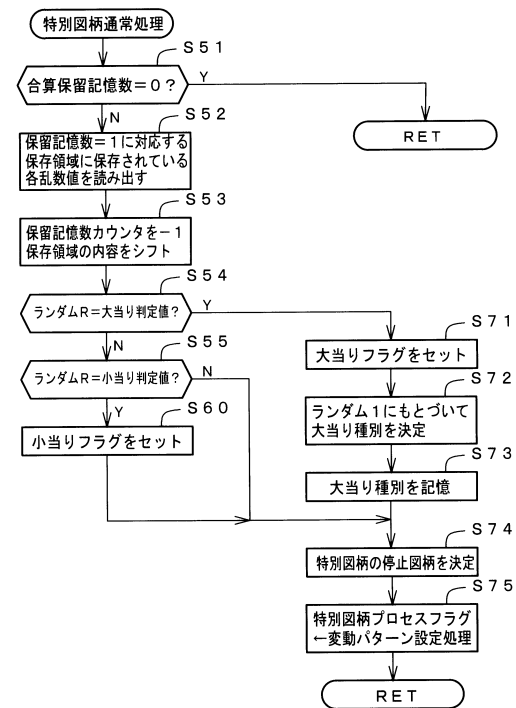 特別図柄通常処理
S51
合算保留記憶数=0?
Y
N
RET
S52
保留記憶数=1に対応する
保存領域に保存されている
各乱数値を読み出す
S53
保留記憶数カウンタを-1
保存領域の内容をシフト
S54
ランダムR=大当り判定値?
Y
N
S55
ランダムR=小当り判定値?
N
Y
S60
小当りフラグをセット
S71
大当りフラグをセット
S72
ランダム1にもとづいて
大当り種別を決定
S73
大当り種別を記憶
S74
特別図柄の停止図柄を決定
S75
特別図柄プロセスフラグ
←変動パターン設定処理
RET